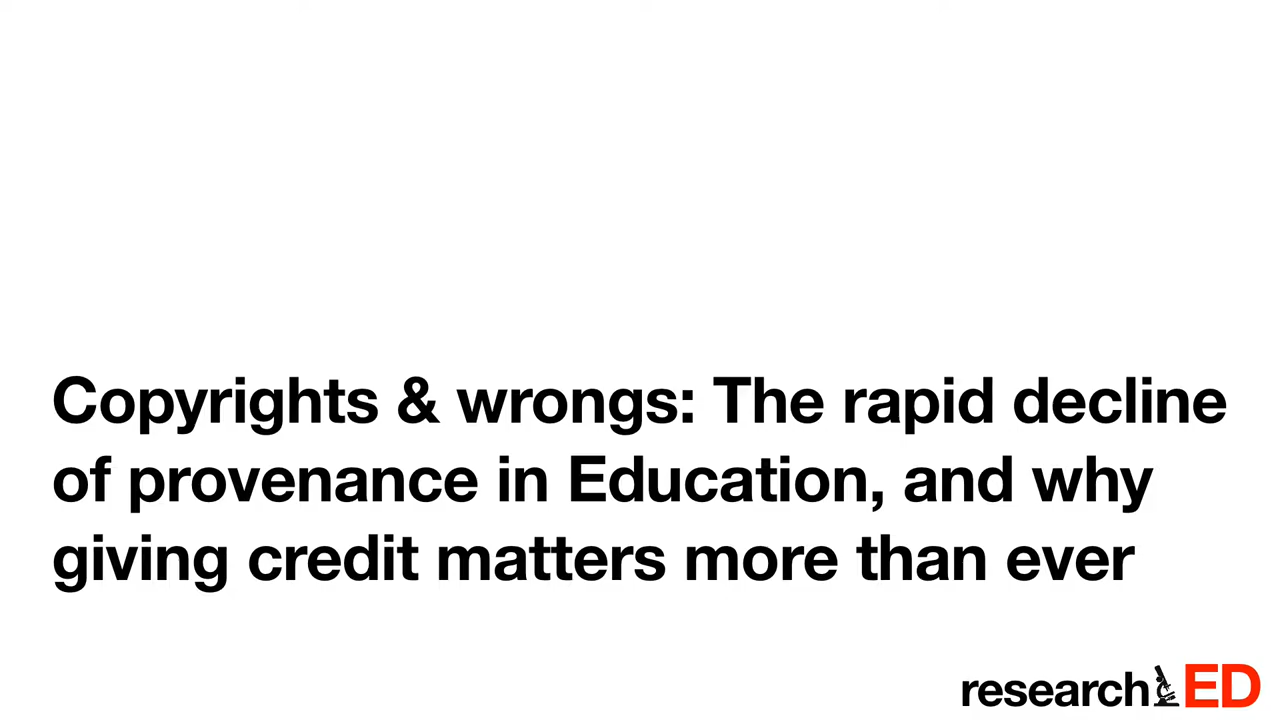 Copyrights & wrongs: The rapid decline
of provenance in Education, and why
giving credit matters more than ever
researchED